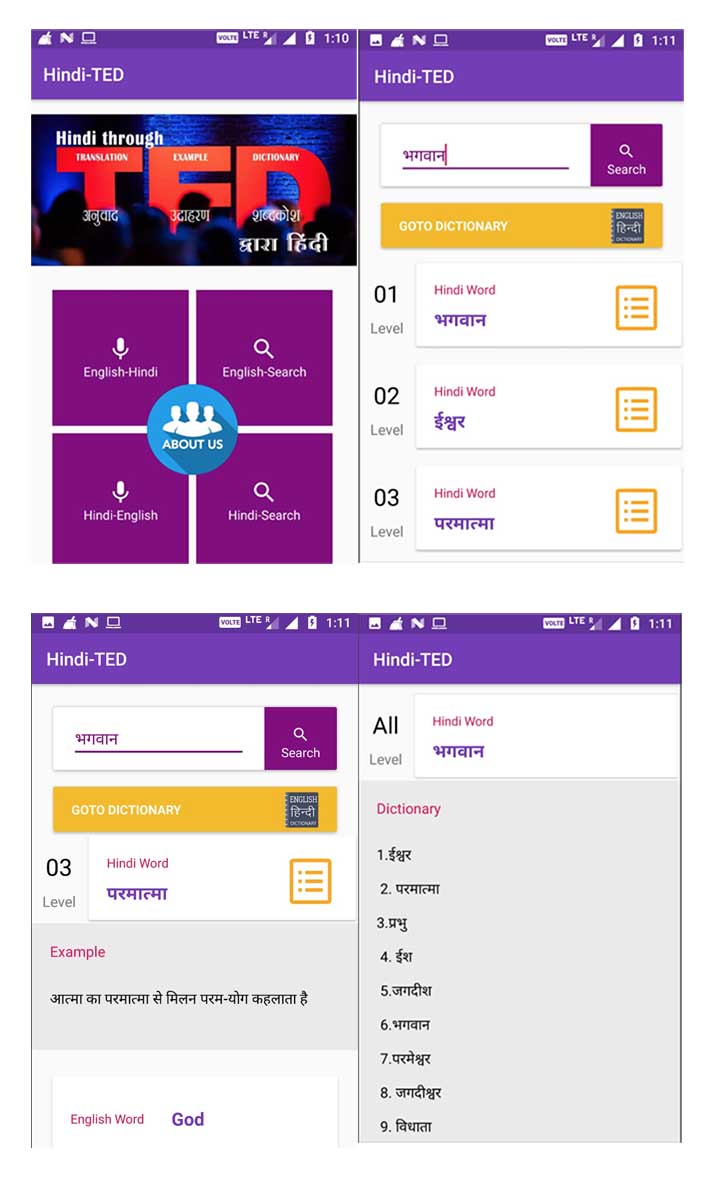 VOLTE LTE R 1:10
Hindi-TED
Hindi through
TED
TRANSLATION EXAMPLE DICTIONARY
अनुवाद उदाहरण शब्दकोश
द्वारा हिंदी
English-Hindi English-Search
ABOUT US
Hindi-English Hindi-Search
VOLTE LTE R 1:11
Hindi-TED
भगवान
Search
GOTO DICTIONARY
ENGLISH
हिन्दी
DICTIONARY
01 Hindi Word
Level भगवान
02 Hindi Word
Level ईश्वर
03 Hindi Word
Level परमात्मा
VOLTE LTE R 1:11
Hindi-TED
भगवान
Search
GOTO DICTIONARY
ENGLISH
हिन्दी
DICTIONARY
03 Hindi Word
Level परमात्मा
Example
आत्मा का परमात्मा से मिलन परम-योग कहलाता है
English Word God
VOLTE LTE R 1:11
Hindi-TED
All Hindi Word
Level भगवान
Dictionary
1.ईश्वर
2. परमात्मा
3.प्रभु
4. ईश
5.जगदीश
6.भगवान
7.परमेश्वर
8. जगदीश्वर
9. विधाता